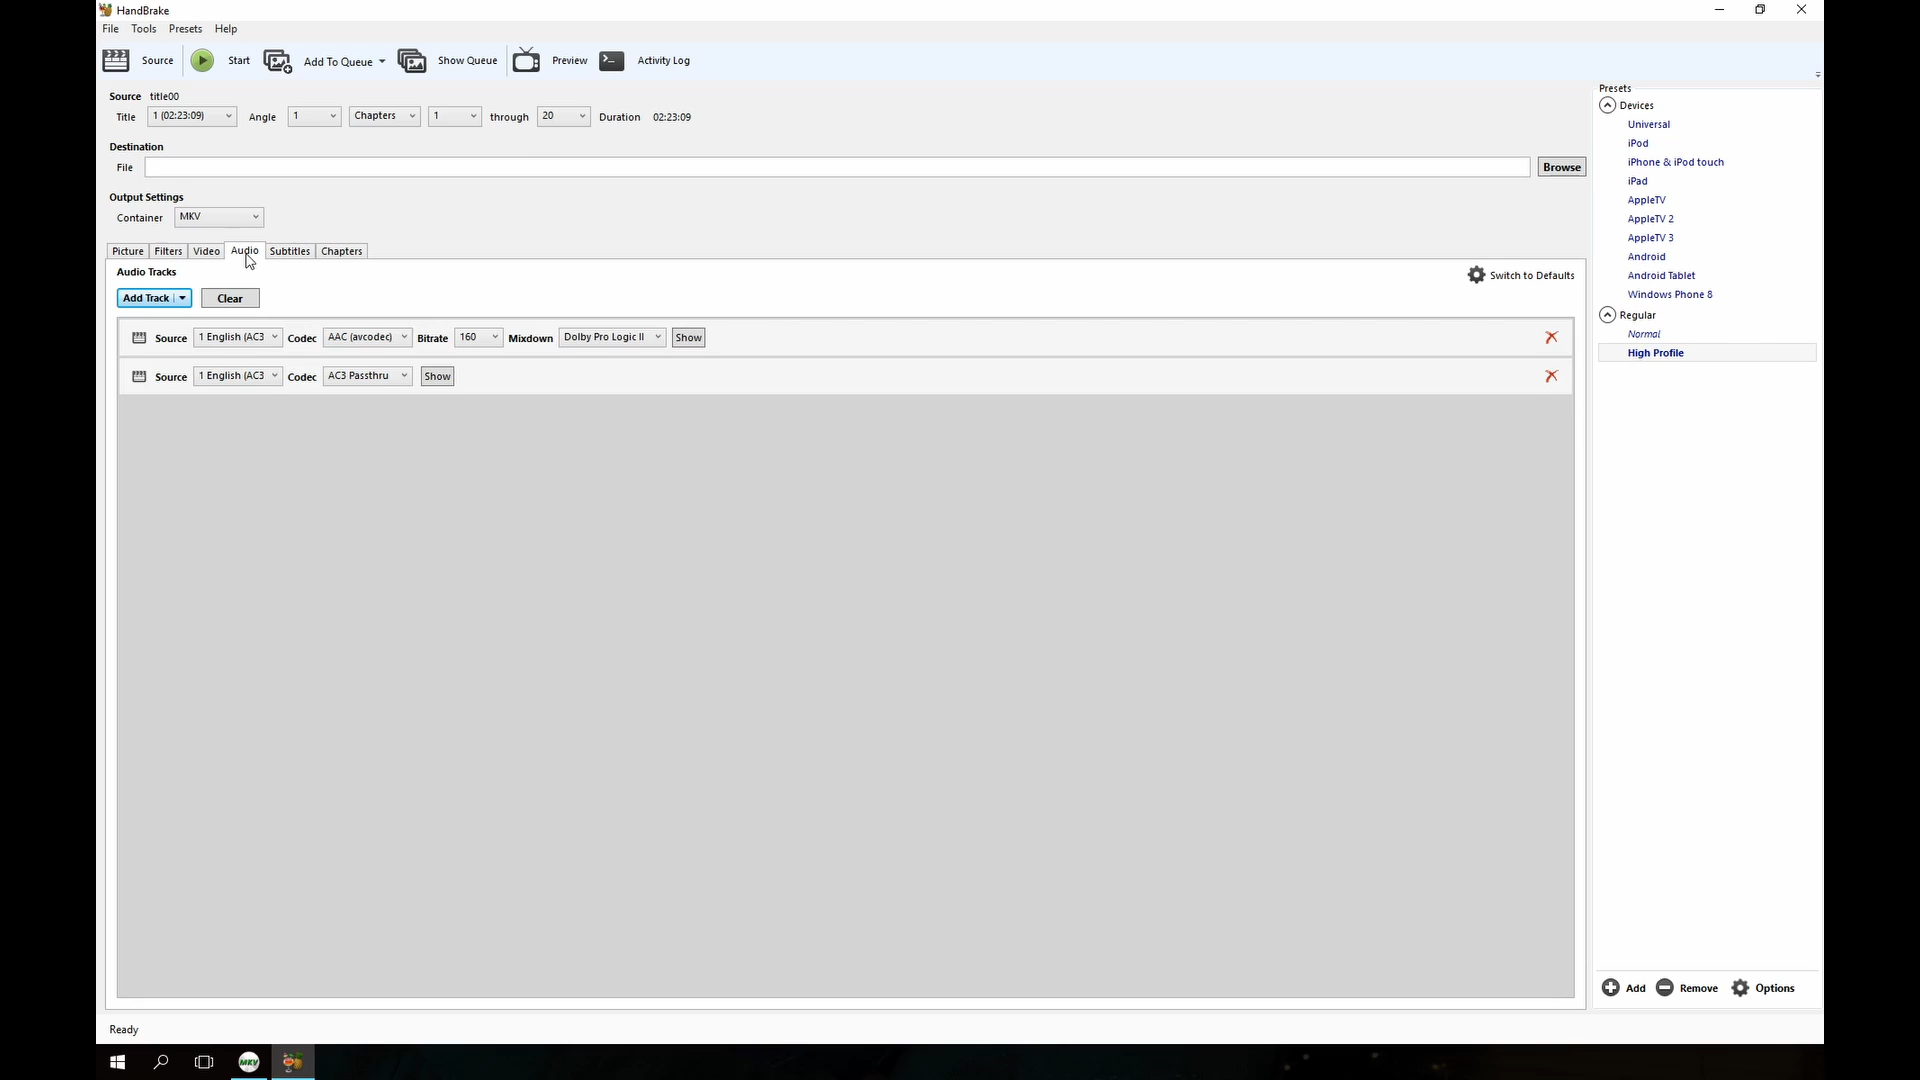 HandBrake
File Tools Presets Help
Source Start Add To Queue Show Queue Preview Activity Log
Source title00
Title 1 (02:23:09) Angle 1 Chapters 1 through 20 Duration 02:23:09
Destination
File Browse
Output Settings
Container MKV
Picture Filters Video Audio Subtitles Chapters
Audio Tracks
Switch to Defaults
Add Track Clear
Source 1 English (AC3 Codec AAC (avcodec) Bitrate 160 Mixdown Dolby Pro Logic II Show
Source 1 English (AC3 Codec AC3 Passthru Show
Presets
Devices
Universal
iPod
iPhone & iPod touch
iPad
AppleTV
AppleTV 2
AppleTV 3
Android
Android Tablet
Windows Phone 8
Regular
Normal
High Profile
Add Remove Options
Ready
MKV